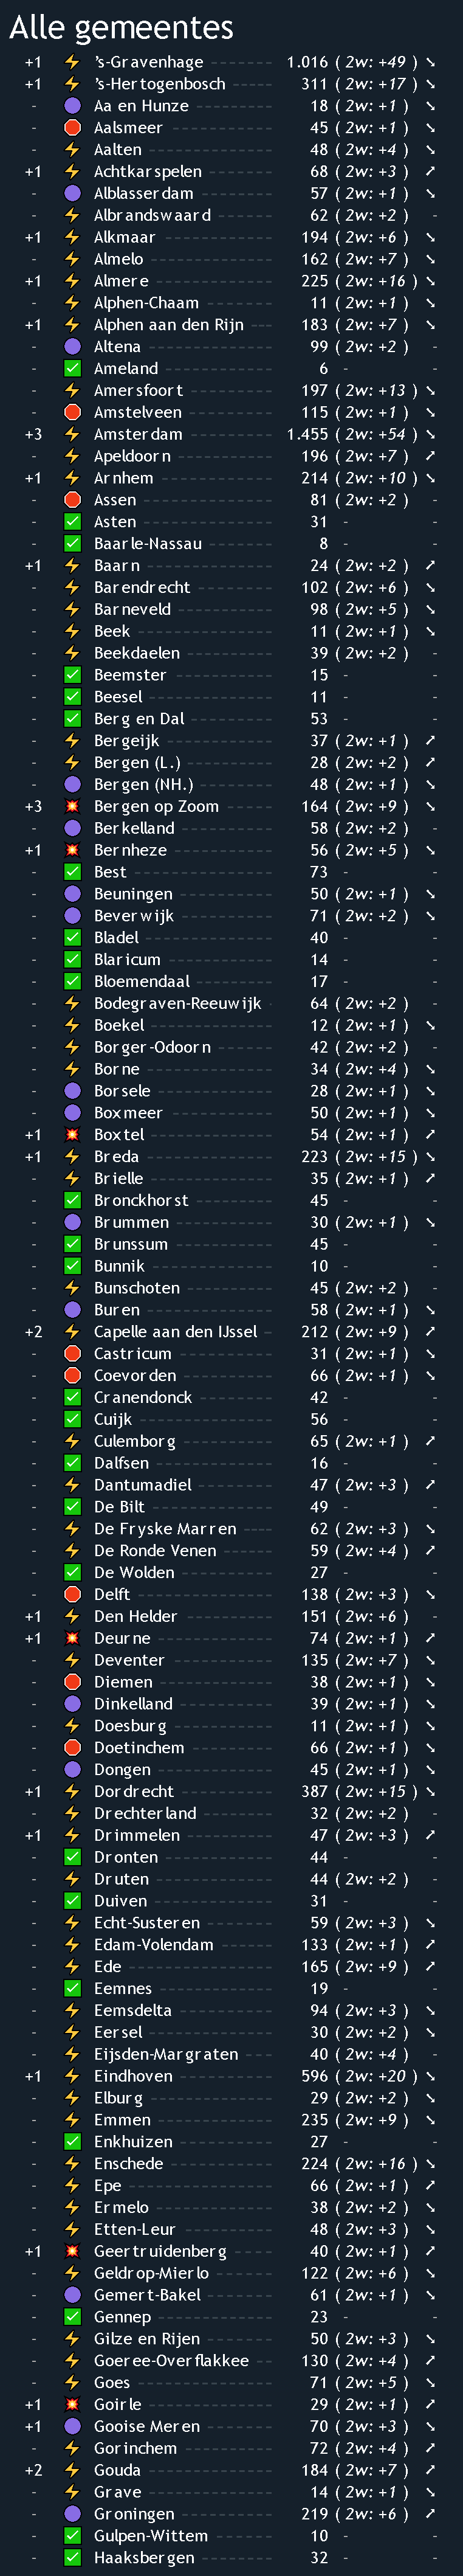 Alle gemeentes
+1 ⚡ ’s-Gravenhage 1.016 ( 2w: +49 ) ↘
+1 ⚡ ’s-Hertogenbosch 311 ( 2w: +17 ) ↘
- 🟣 Aa en Hunze 18 ( 2w: +1 ) ↘
- 🛑 Aalsmeer 45 ( 2w: +1 ) ↘
- ⚡ Aalten 48 ( 2w: +4 ) ↘
+1 ⚡ Achtkarspelen 68 ( 2w: +3 ) ↗
- 🟣 Alblasserdam 57 ( 2w: +1 ) ↘
- ⚡ Albrandswaard 62 ( 2w: +2 ) -
+1 ⚡ Alkmaar 194 ( 2w: +6 ) ↘
- ⚡ Almelo 162 ( 2w: +7 ) ↘
+1 ⚡ Almere 225 ( 2w: +16 ) ↘
- ⚡ Alphen-Chaam 11 ( 2w: +1 ) ↘
+1 ⚡ Alphen aan den Rijn 183 ( 2w: +7 ) ↘
- 🟣 Altena 99 ( 2w: +2 ) -
- ✅ Ameland 6 - -
- ⚡ Amersfoort 197 ( 2w: +13 ) ↘
- 🛑 Amstelveen 115 ( 2w: +1 ) ↘
+3 ⚡ Amsterdam 1.455 ( 2w: +54 ) ↘
- ⚡ Apeldoorn 196 ( 2w: +7 ) ↗
+1 ⚡ Arnhem 214 ( 2w: +10 ) ↘
- 🛑 Assen 81 ( 2w: +2 ) -
- ✅ Asten 31 - -
- ✅ Baarle-Nassau 8 - -
+1 ⚡ Baarn 24 ( 2w: +2 ) ↗
- ⚡ Barendrecht 102 ( 2w: +6 ) ↘
- ⚡ Barneveld 98 ( 2w: +5 ) ↘
- ⚡ Beek 11 ( 2w: +1 ) ↘
- ⚡ Beekdaelen 39 ( 2w: +2 ) -
- ✅ Beemster 15 - -
- ✅ Beesel 11 - -
- ✅ Berg en Dal 53 - -
- ⚡ Bergeijk 37 ( 2w: +1 ) ↗
- ⚡ Bergen (L.) 28 ( 2w: +2 ) ↗
- 🟣 Bergen (NH.) 48 ( 2w: +1 ) ↘
+3 💥 Bergen op Zoom 164 ( 2w: +9 ) ↘
- 🟣 Berkelland 58 ( 2w: +2 ) -
+1 💥 Bernheze 56 ( 2w: +5 ) ↘
- ✅ Best 73 - -
- 🟣 Beuningen 50 ( 2w: +1 ) ↘
- 🟣 Beverwijk 71 ( 2w: +2 ) ↘
- ✅ Bladel 40 - -
- ✅ Blaricum 14 - -
- ✅ Bloemendaal 17 - -
- ⚡ Bodegraven-Reeuwijk 64 ( 2w: +2 ) -
- ⚡ Boekel 12 ( 2w: +1 ) ↘
- ⚡ Borger-Odoorn 42 ( 2w: +2 ) -
- ⚡ Borne 34 ( 2w: +4 ) ↘
- 🟣 Borsele 28 ( 2w: +1 ) ↘
- 🟣 Boxmeer 50 ( 2w: +1 ) ↘
+1 💥 Boxtel 54 ( 2w: +1 ) ↗
+1 ⚡ Breda 223 ( 2w: +15 ) ↘
- ⚡ Brielle 35 ( 2w: +1 ) ↗
- ✅ Bronckhorst 45 - -
- 🟣 Brummen 30 ( 2w: +1 ) ↘
- ✅ Brunssum 45 - -
- ✅ Bunnik 10 - -
- ⚡ Bunschoten 45 ( 2w: +2 ) -
- 🟣 Buren 58 ( 2w: +1 ) ↘
+2 ⚡ Capelle aan den IJssel 212 ( 2w: +9 ) ↗
- 🛑 Castricum 31 ( 2w: +1 ) ↘
- 🛑 Coevorden 66 ( 2w: +1 ) ↘
- ✅ Cranendonck 42 - -
- ✅ Cuijk 56 - -
- ⚡ Culemborg 65 ( 2w: +1 ) ↗
- ✅ Dalfsen 16 - -
- ⚡ Dantumadiel 47 ( 2w: +3 ) ↗
- ✅ De Bilt 49 - -
- ⚡ De Fryske Marren 62 ( 2w: +3 ) ↘
- ⚡ De Ronde Venen 59 ( 2w: +4 ) ↗
- ✅ De Wolden 27 - -
- 🛑 Delft 138 ( 2w: +3 ) ↘
+1 ⚡ Den Helder 151 ( 2w: +6 ) -
+1 💥 Deurne 74 ( 2w: +1 ) ↗
- ⚡ Deventer 135 ( 2w: +7 ) ↘
- 🛑 Diemen 38 ( 2w: +1 ) ↘
- 🟣 Dinkelland 39 ( 2w: +1 ) ↘
- ⚡ Doesburg 11 ( 2w: +1 ) ↘
- 🛑 Doetinchem 66 ( 2w: +1 ) ↘
- 🟣 Dongen 45 ( 2w: +1 ) ↘
+1 ⚡ Dordrecht 387 ( 2w: +15 ) ↘
- ⚡ Drechterland 32 ( 2w: +2 ) -
+1 ⚡ Drimmelen 47 ( 2w: +3 ) ↗
- ✅ Dronten 44 - -
- ⚡ Druten 44 ( 2w: +2 ) -
- ✅ Duiven 31 - -
- ⚡ Echt-Susteren 59 ( 2w: +3 ) ↘
- ⚡ Edam-Volendam 133 ( 2w: +1 ) ↗
- ⚡ Ede 165 ( 2w: +9 ) ↗
- ✅ Eemnes 19 - -
- ⚡ Eemsdelta 94 ( 2w: +3 ) ↘
- ⚡ Eersel 30 ( 2w: +2 ) ↘
- ⚡ Eijsden-Margraten 40 ( 2w: +4 ) -
+1 ⚡ Eindhoven 596 ( 2w: +20 ) ↘
- ⚡ Elburg 29 ( 2w: +2 ) ↘
- ⚡ Emmen 235 ( 2w: +9 ) ↘
- ✅ Enkhuizen 27 - -
- ⚡ Enschede 224 ( 2w: +16 ) ↘
- ⚡ Epe 66 ( 2w: +1 ) ↗
- ⚡ Ermelo 38 ( 2w: +2 ) ↘
- ⚡ Etten-Leur 48 ( 2w: +3 ) ↘
+1 💥 Geertruidenberg 40 ( 2w: +1 ) ↗
- ⚡ Geldrop-Mierlo 122 ( 2w: +6 ) ↘
- 🟣 Gemert-Bakel 61 ( 2w: +1 ) ↘
- ✅ Gennep 23 - -
- ⚡ Gilze en Rijen 50 ( 2w: +3 ) ↘
- ⚡ Goeree-Overflakkee 130 ( 2w: +4 ) ↗
- ⚡ Goes 71 ( 2w: +5 ) ↘
+1 💥 Goirle 29 ( 2w: +1 ) ↗
+1 🟣 Gooise Meren 70 ( 2w: +3 ) ↘
- ⚡ Gorinchem 72 ( 2w: +4 ) ↗
+2 ⚡ Gouda 184 ( 2w: +7 ) ↗
- ⚡ Grave 14 ( 2w: +1 ) ↘
- 🟣 Groningen 219 ( 2w: +6 ) ↗
- ✅ Gulpen-Wittem 10 - -
- ✅ Haaksbergen 32 - -